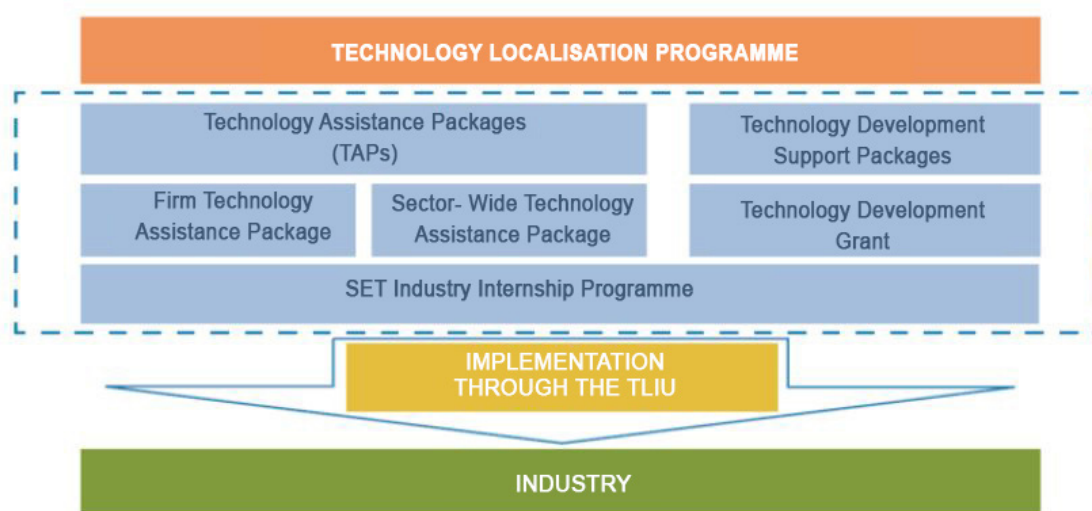 TECHNOLOGY LOCALISATION PROGRAMME
Technology Assistance Packages
(TAPs)
Technology Development
Support Packages
Firm Technology
Assistance Package
Sector- Wide Technology
Assistance Package
Technology Development
Grant
SET Industry Internship Programme
IMPLEMENTATION
THROUGH THE TLIU
INDUSTRY